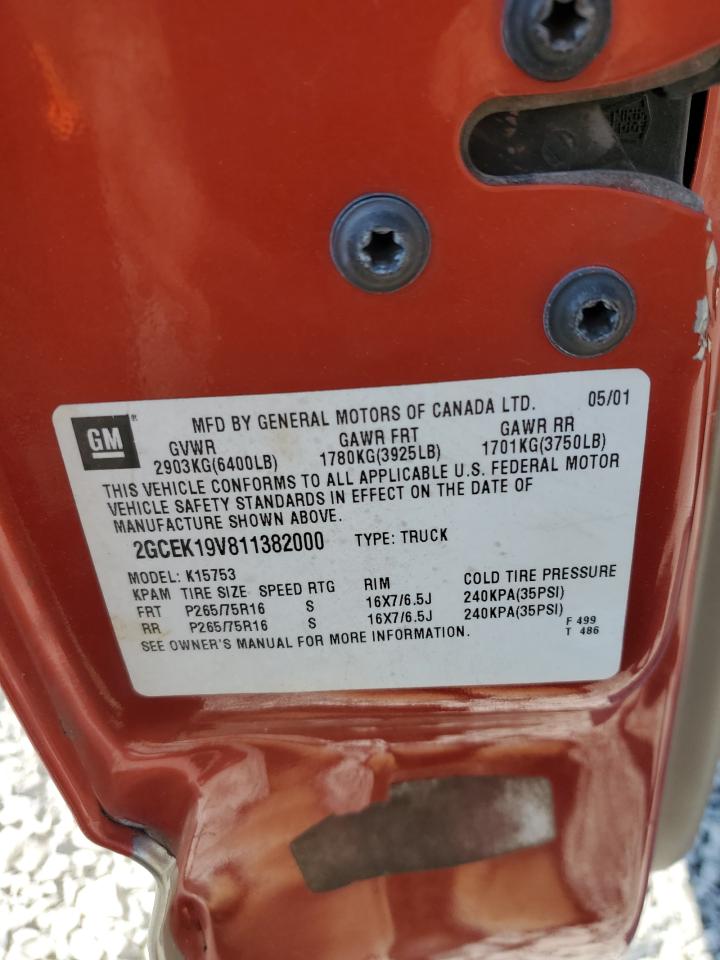 GM ®
MFD BY GENERAL MOTORS OF CANADA LTD. 05/01
GVWR GAWR FRT GAWR RR
2903KG(6400LB) 1780KG(3925LB) 1701KG(3750LB)
THIS VEHICLE CONFORMS TO ALL APPLICABLE U.S. FEDERAL MOTOR
VEHICLE SAFETY STANDARDS IN EFFECT ON THE DATE OF
MANUFACTURE SHOWN ABOVE.
2GCEK19V811382000 TYPE: TRUCK
MODEL: K15753
KPAM TIRE SIZE SPEED RTG RIM COLD TIRE PRESSURE
FRT P265/75R16 S 16X7/6.5J 240KPA(35PSI)
RR P265/75R16 S 16X7/6.5J 240KPA(35PSI)
SEE OWNER'S MANUAL FOR MORE INFORMATION.
F 499
T 486